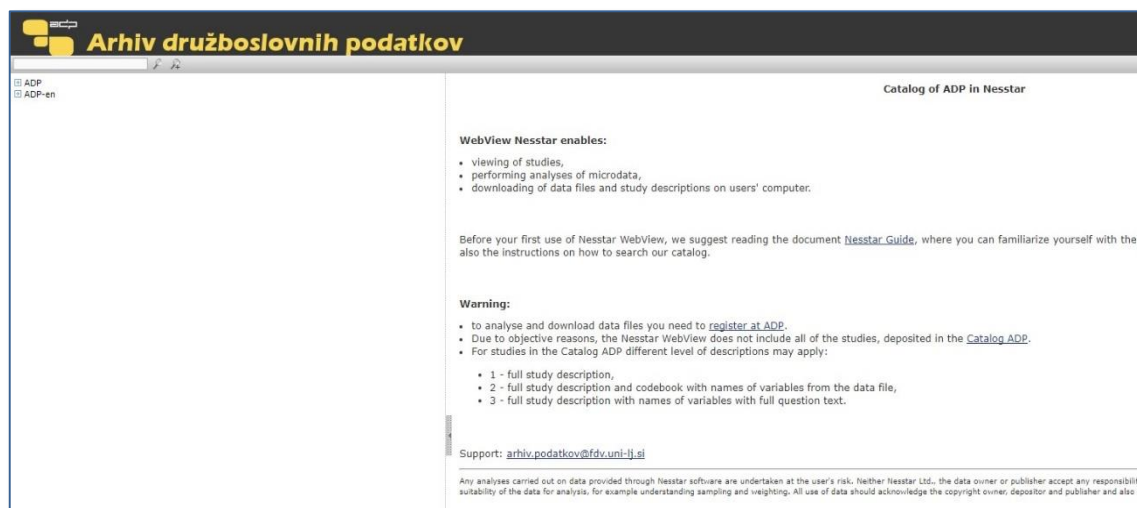 adp
Arhiv družboslovnih podatkov
ADP
ADP-en
Catalog of ADP in Nesstar
WebView Nesstar enables:
viewing of studies,
performing analyses of microdata,
downloading of data files and study descriptions on users' computer.
Before your first use of Nesstar WebView, we suggest reading the document Nesstar Guide, where you can familiarize yourself with the
also the instructions on how to search our catalog.
Warning:
to analyse and download data files you need to register at ADP.
Due to objective reasons, the Nesstar WebView does not include all of the studies, deposited in the Catalog ADP.
For studies in the Catalog ADP different level of descriptions may apply:
1 - full study description,
2 - full study description and codebook with names of variables from the data file,
3 - full study description with names of variables with full question text.
Support: arhiv.podatkov@fdv.uni-lj.si
Any analyses carried out on data provided through Nesstar software are undertaken at the user's risk. Neither Nesstar Ltd., the data owner or publisher accept any responsibili
suitability of the data for analysis, for example understanding sampling and weighting. All use of data should acknowledge the copyright owner, depositor and publisher and also